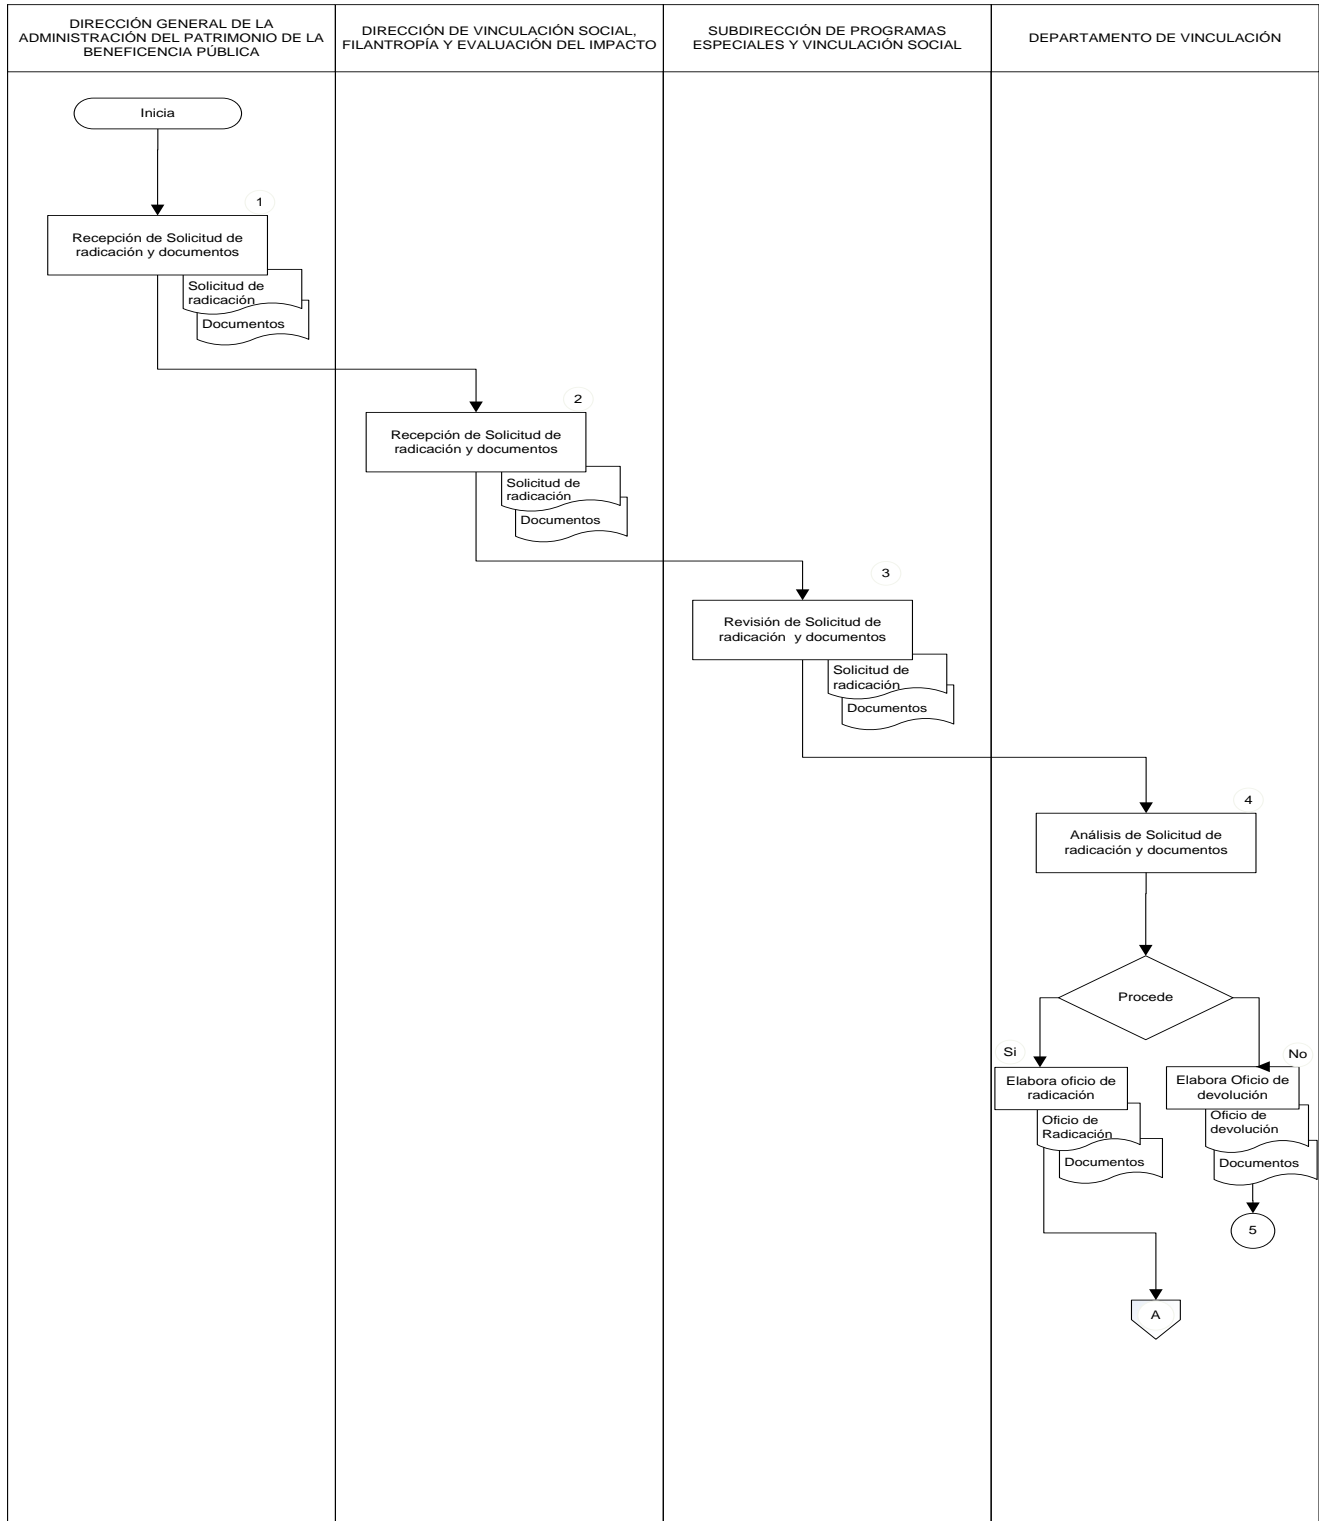 DIRECCIÓN GENERAL DE LA
ADMINISTRACIÓN DEL PATRIMONIO DE LA
BENEFICENCIA PÚBLICA
DIRECCIÓN DE VINCULACIÓN SOCIAL,
FILANTROPÍA Y EVALUACIÓN DEL IMPACTO
SUBDIRECCIÓN DE PROGRAMAS
ESPECIALES Y VINCULACIÓN SOCIAL
DEPARTAMENTO DE VINCULACIÓN
Inicia
1
Recepción de Solicitud de
radicación y documentos
Solicitud de
radicación
Documentos
2
Recepción de Solicitud de
radicación y documentos
Solicitud de
radicación
Documentos
3
Revisión de Solicitud de
radicación y documentos
Solicitud de
radicación
Documentos
4
Análisis de Solicitud de
radicación y documentos
Procede
Si
Elabora oficio de
radicación
Oficio de
Radicación
Documentos
No
Elabora Oficio de
devolución
Oficio de
devolución
Documentos
5
A